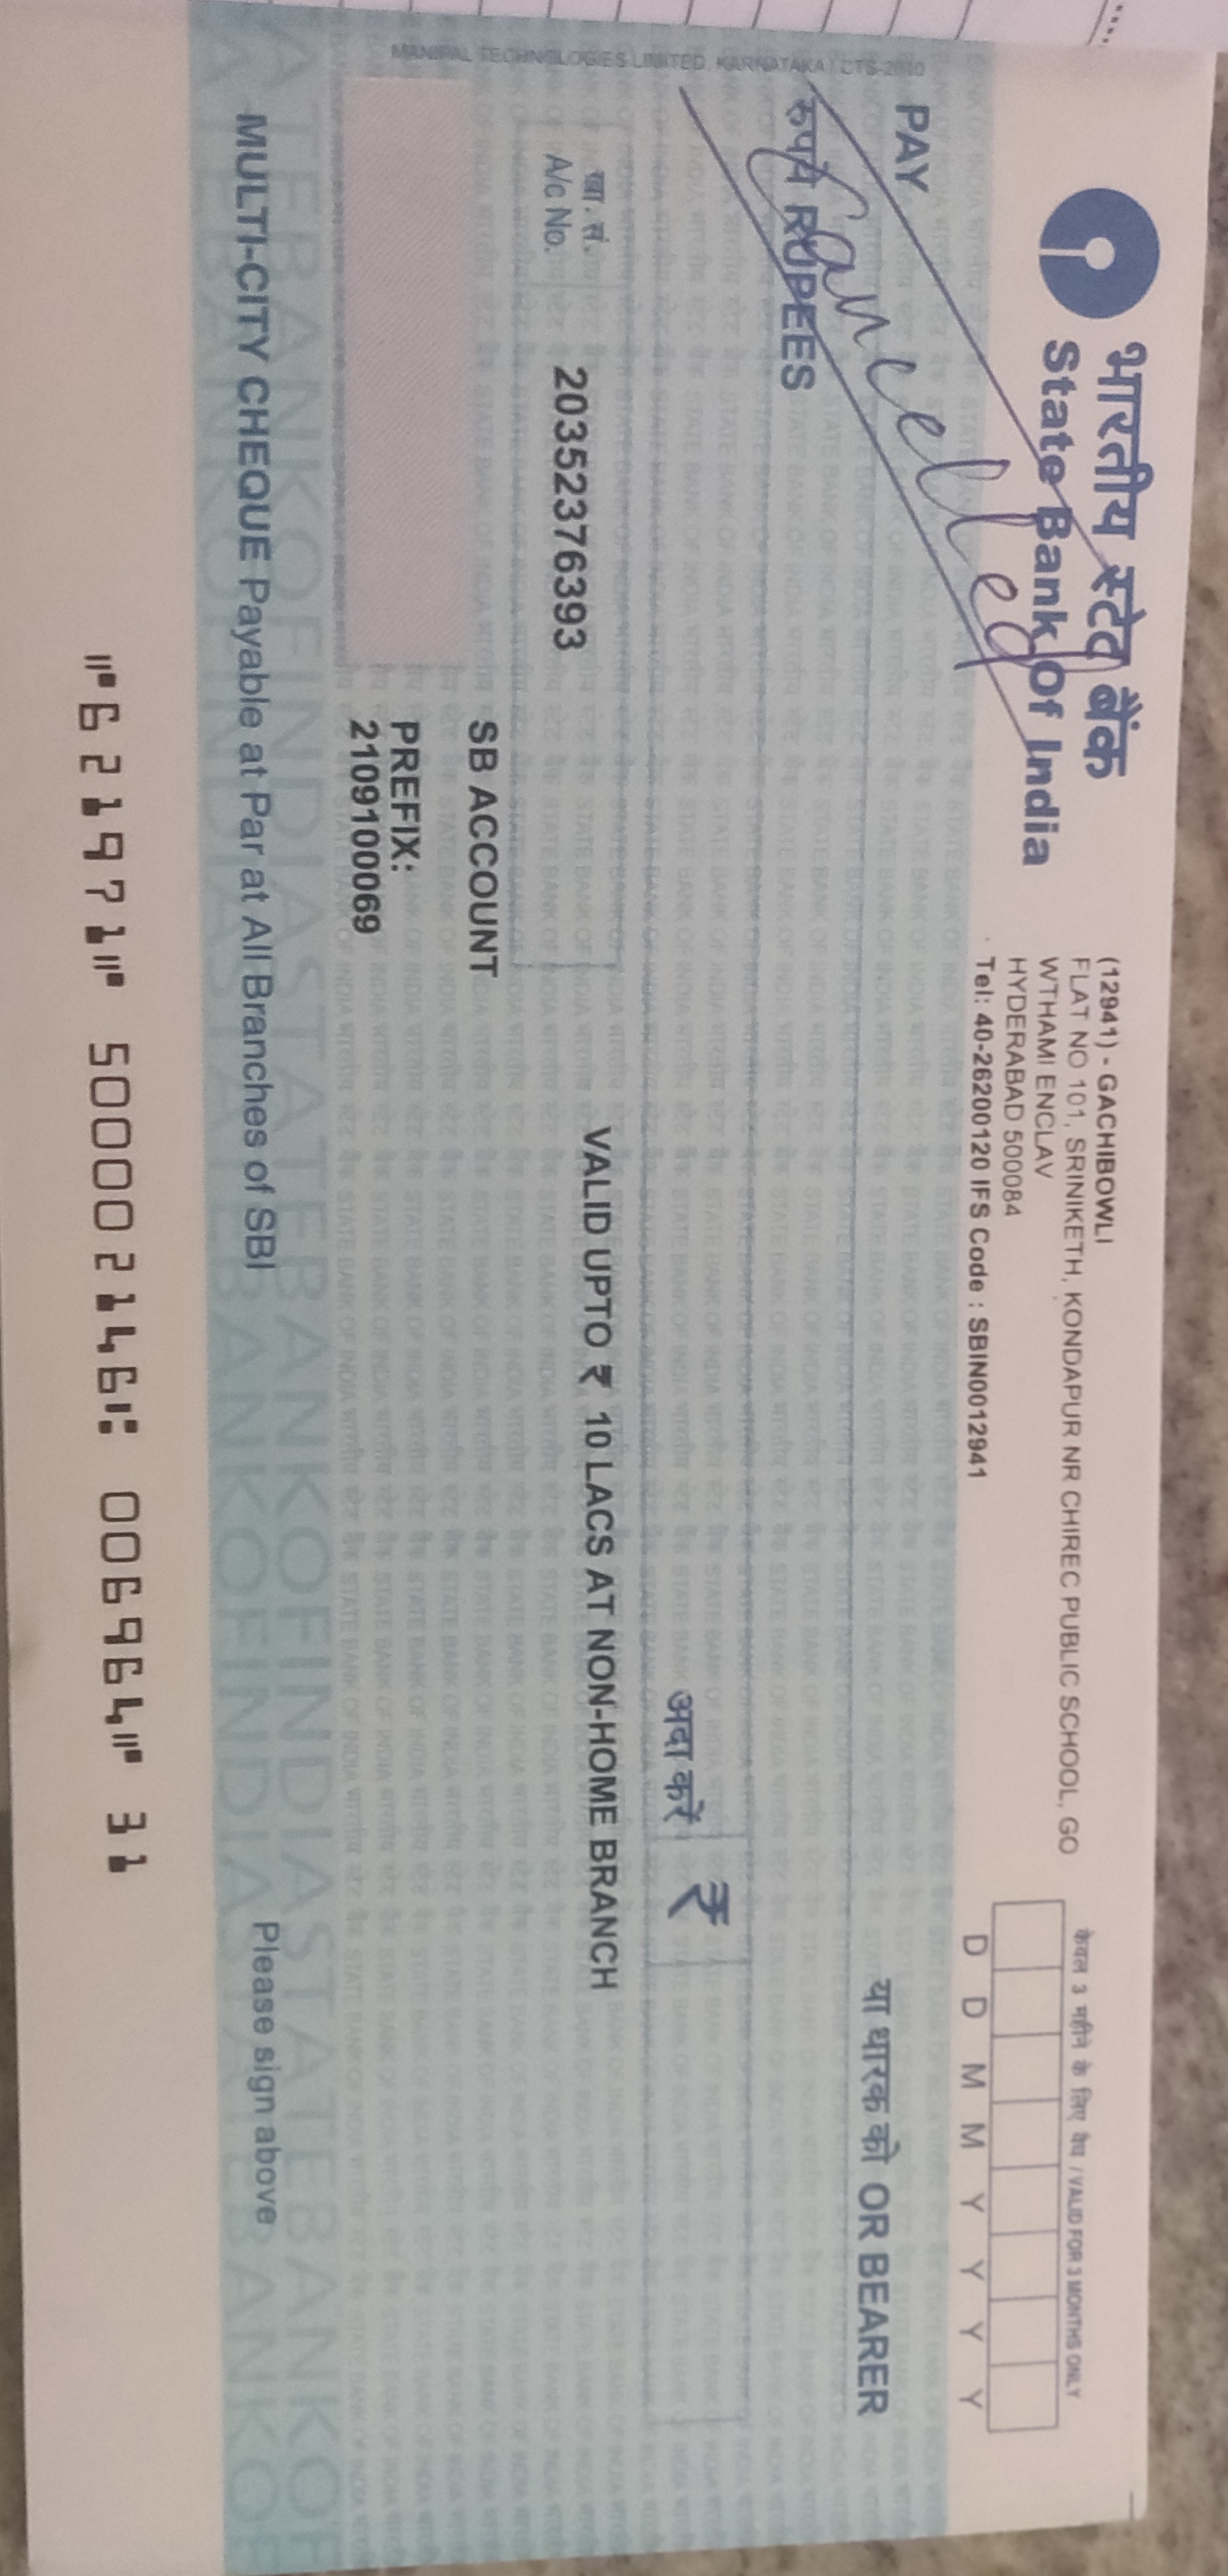 भारतीय स्टेट बैंक
State Bank of India
(12941) - GACHIBOWLI
FLAT NO 101, SRINIKETH, KONDAPUR NR CHIREC PUBLIC SCHOOL, GO
WTHAMI ENCLAV
HYDERABAD 500084
Tel: 40-26200120 IFS Code : SBIN0012941
केवल 3 महीने के लिए वैध / VALID FOR 3 MONTHS ONLY
D D M M Y Y Y Y
Cancelled
PAY
या धारक को OR BEARER
रुपये RUPEES
अदा करें ₹
खा. सं.
A/c No.
20352376393
VALID UPTO ₹ 10 LACS AT NON-HOME BRANCH
SB ACCOUNT
PREFIX:
2109100069
MULTI-CITY CHEQUE Payable at Par at All Branches of SBI
Please sign above
MANIPAL TECHNOLOGIES LIMITED. KARNATAKA | CTS-2010
⑈621971⑈ 500002146⑆ 006964⑈ 31